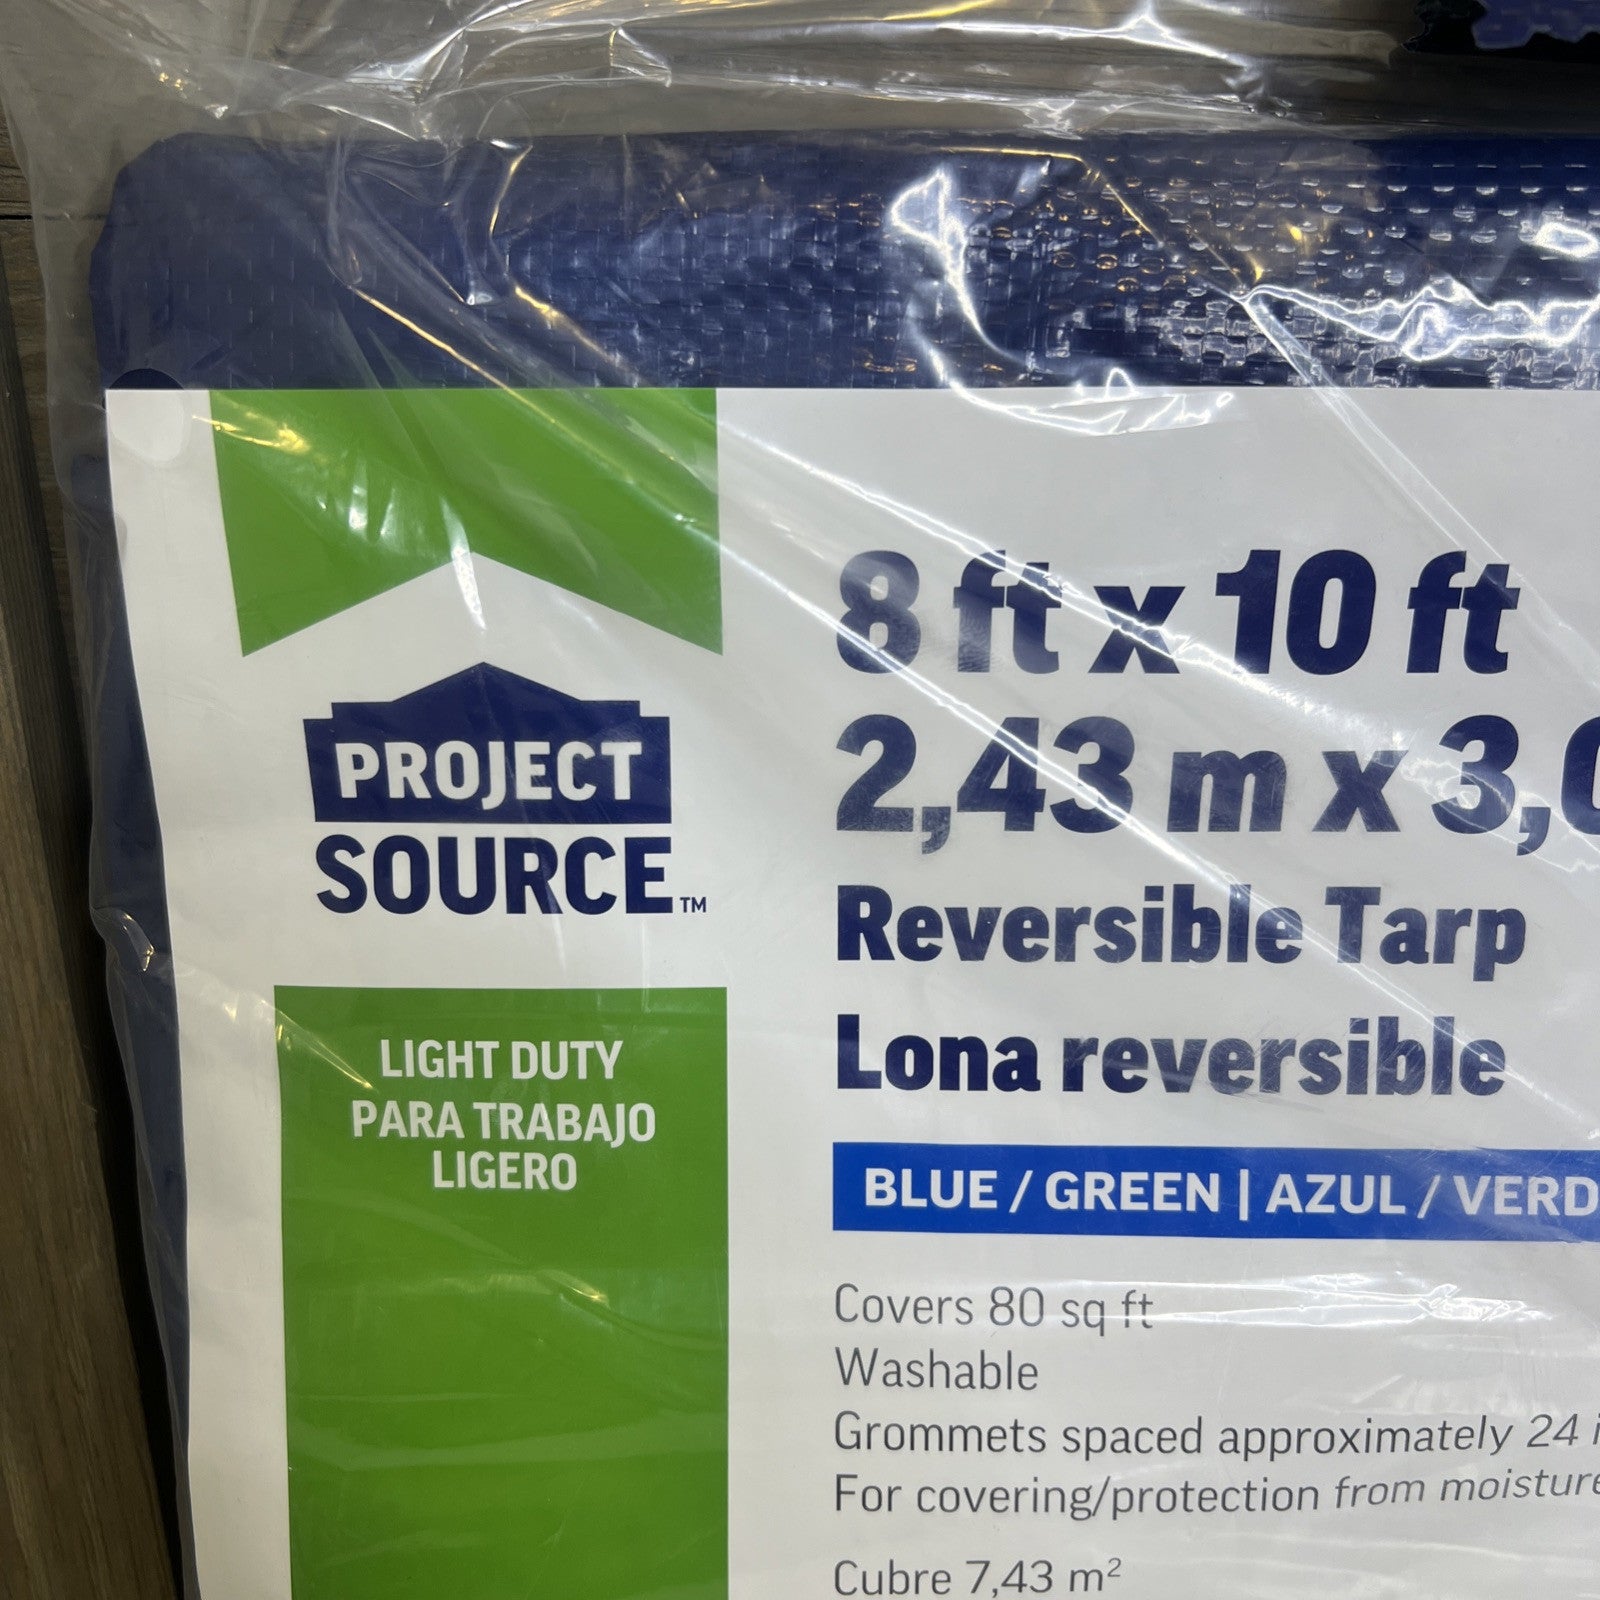 PROJECT
SOURCE™
LIGHT DUTY
PARA TRABAJO
LIGERO
8 ft x 10 ft
2,43 m x 3,0
Reversible Tarp
Lona reversible
BLUE / GREEN | AZUL / VERD
Covers 80 sq ft
Washable
Grommets spaced approximately 24
For covering/protection from moisture
Cubre 7,43 m²